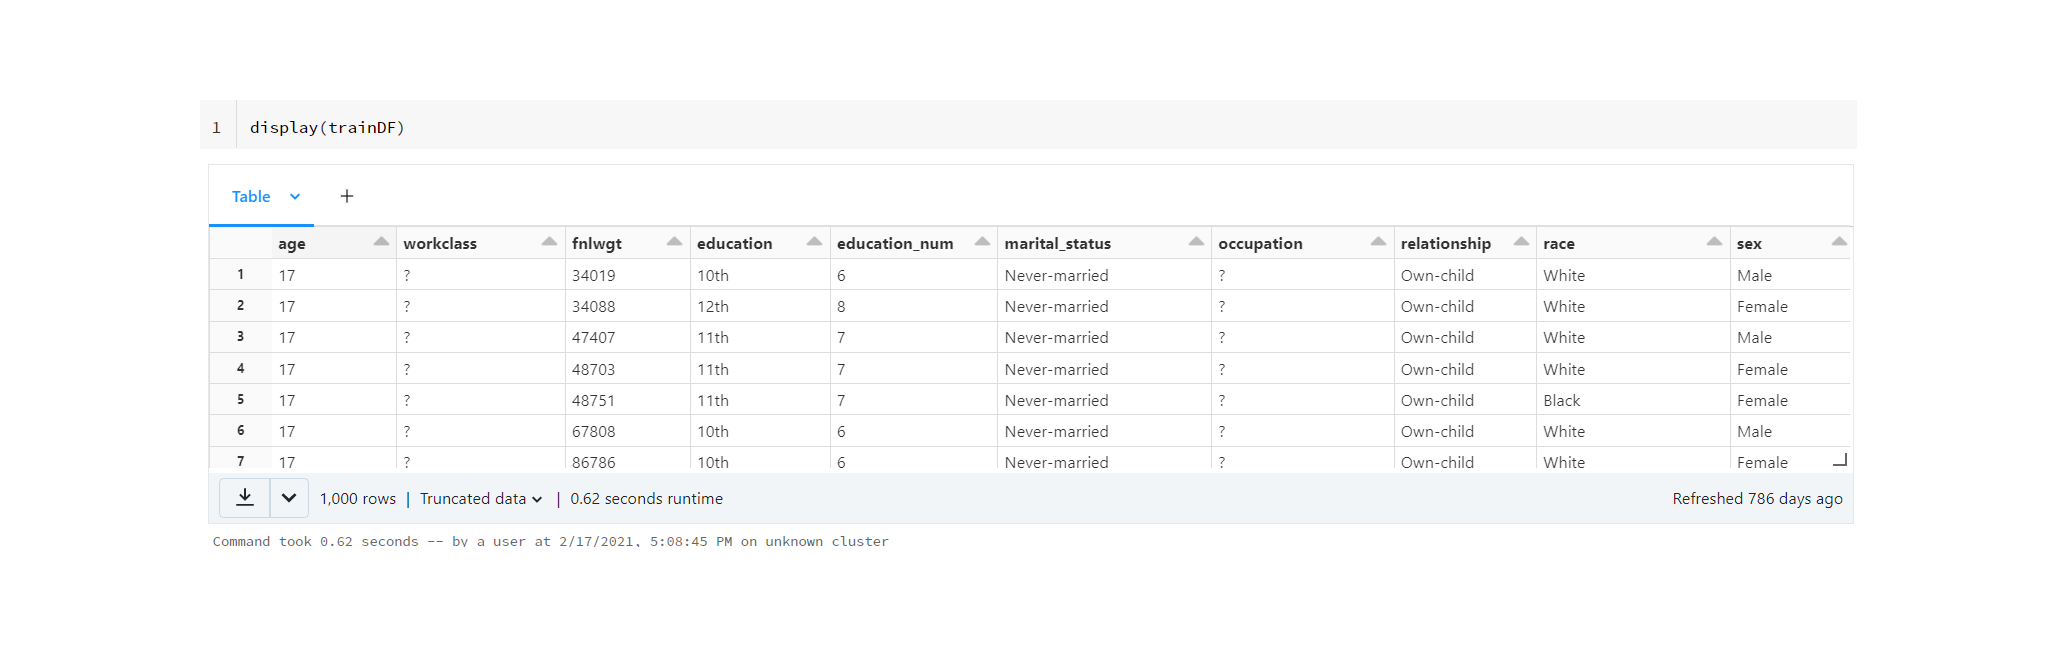 1 display(trainDF)
Table +
age workclass fnlwgt education education_num marital_status occupation relationship race sex
1 17 ? 34019 10th 6 Never-married ? Own-child White Male
2 17 ? 34088 12th 8 Never-married ? Own-child White Female
3 17 ? 47407 11th 7 Never-married ? Own-child White Male
4 17 ? 48703 11th 7 Never-married ? Own-child White Female
5 17 ? 48751 11th 7 Never-married ? Own-child Black Female
6 17 ? 67808 10th 6 Never-married ? Own-child White Male
7 17 ? 86786 10th 6 Never-married ? Own-child White Female
1,000 rows | Truncated data | 0.62 seconds runtime Refreshed 786 days ago
Command took 0.62 seconds -- by a user at 2/17/2021, 5:08:45 PM on unknown cluster